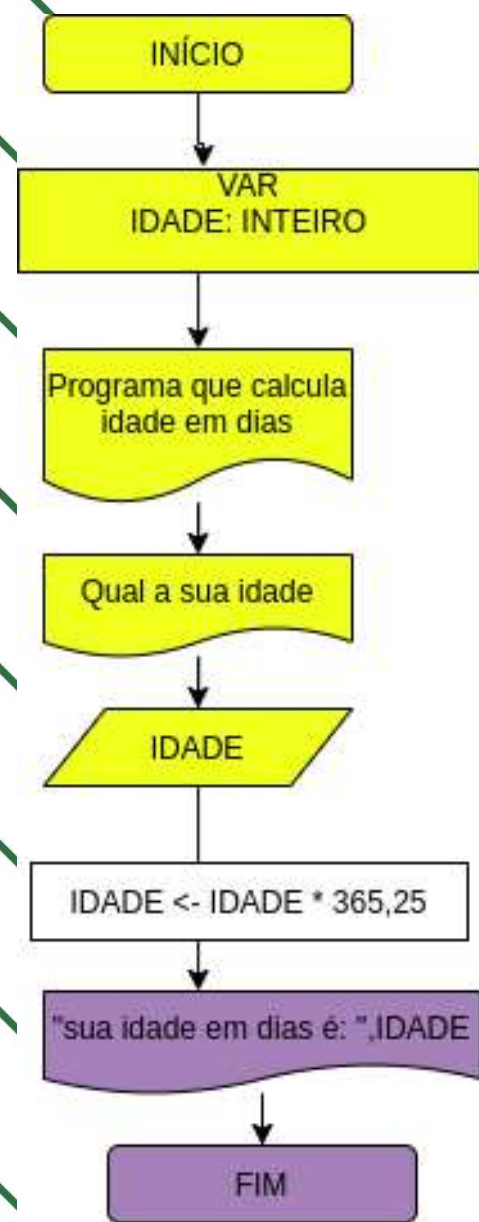 INÍCIO
VAR
IDADE: INTEIRO
Programa que calcula
idade em dias
Qual a sua idade
IDADE
IDADE <- IDADE * 365,25
"sua idade em dias é: ",IDADE
FIM